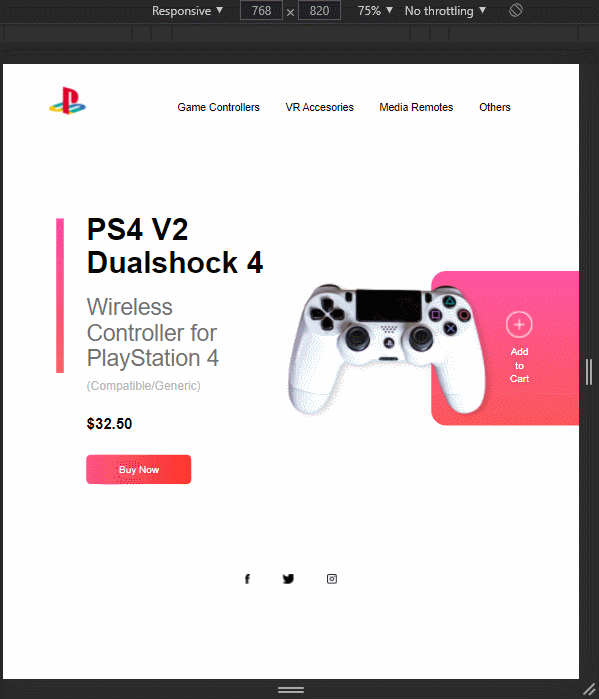 Responsive ▼ 768 × 820 75% ▼ No throttling ▼
Game Controllers VR Accesories Media Remotes Others
PS4 V2
Dualshock 4
Wireless
Controller for
PlayStation 4
(Compatible/Generic)
$32.50
Buy Now
Add
to
Cart